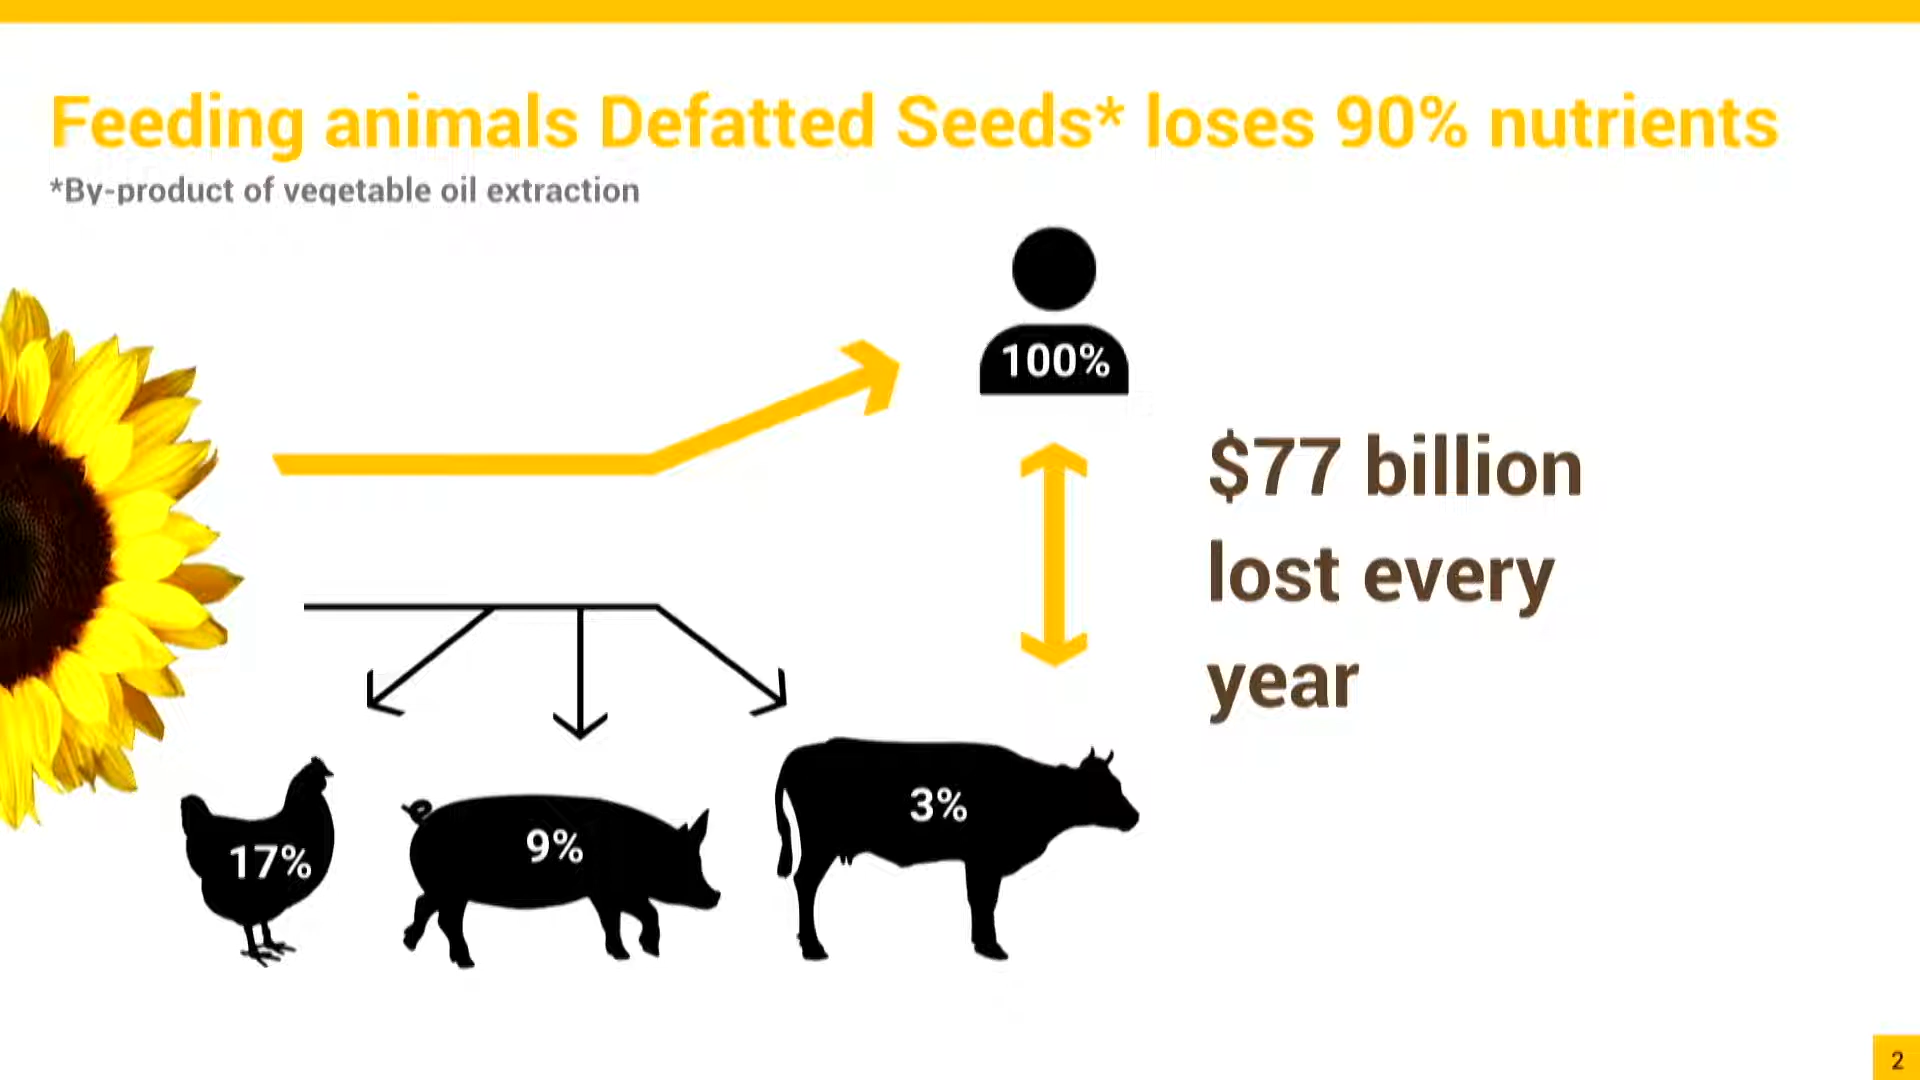 Feeding animals Defatted Seeds* loses 90% nutrients
*By-product of vegetable oil extraction
100%
$77 billion
lost every
year
17%
9%
3%
2